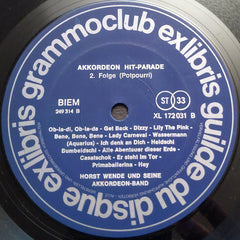 grammoclub exlibris guilde du disque exlibris
AKKORDEON HIT-PARADE
2. Folge (Potpourri)
BIEM
249 314 B
ST 33
XL 172 031 B
Ob-la-di, Ob-la-da - Get Back - Dizzy - Lily The Pink -
Bene, Bene, Bene - Lady Carneval - Wassermann
(Aquarius) - Ich denk an Dich - Heidschi
Bumbeidschi - Alle Abenteuer dieser Erde -
Casatschok - Er steht im Tor -
Primaballerina - Hey
HORST WENDE UND SEINE
AKKORDEON-BAND